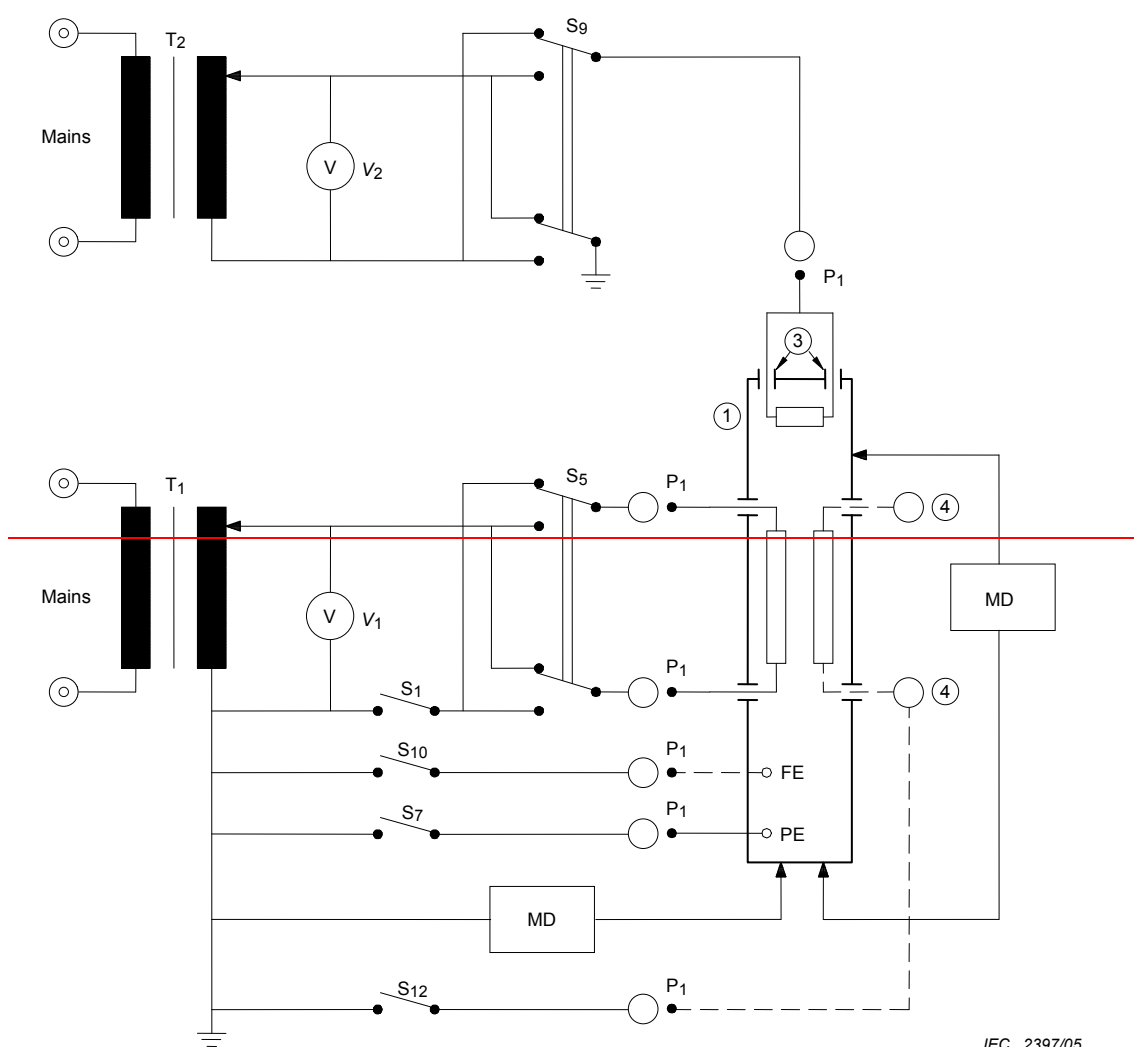 T2
S9
Mains
V
V2
P1
3
1
T1
S5
P1
4
Mains
V
V1
MD
S1
P1
4
S10
P1
FE
S7
P1
PE
MD
S12
P1
IEC 2397/05